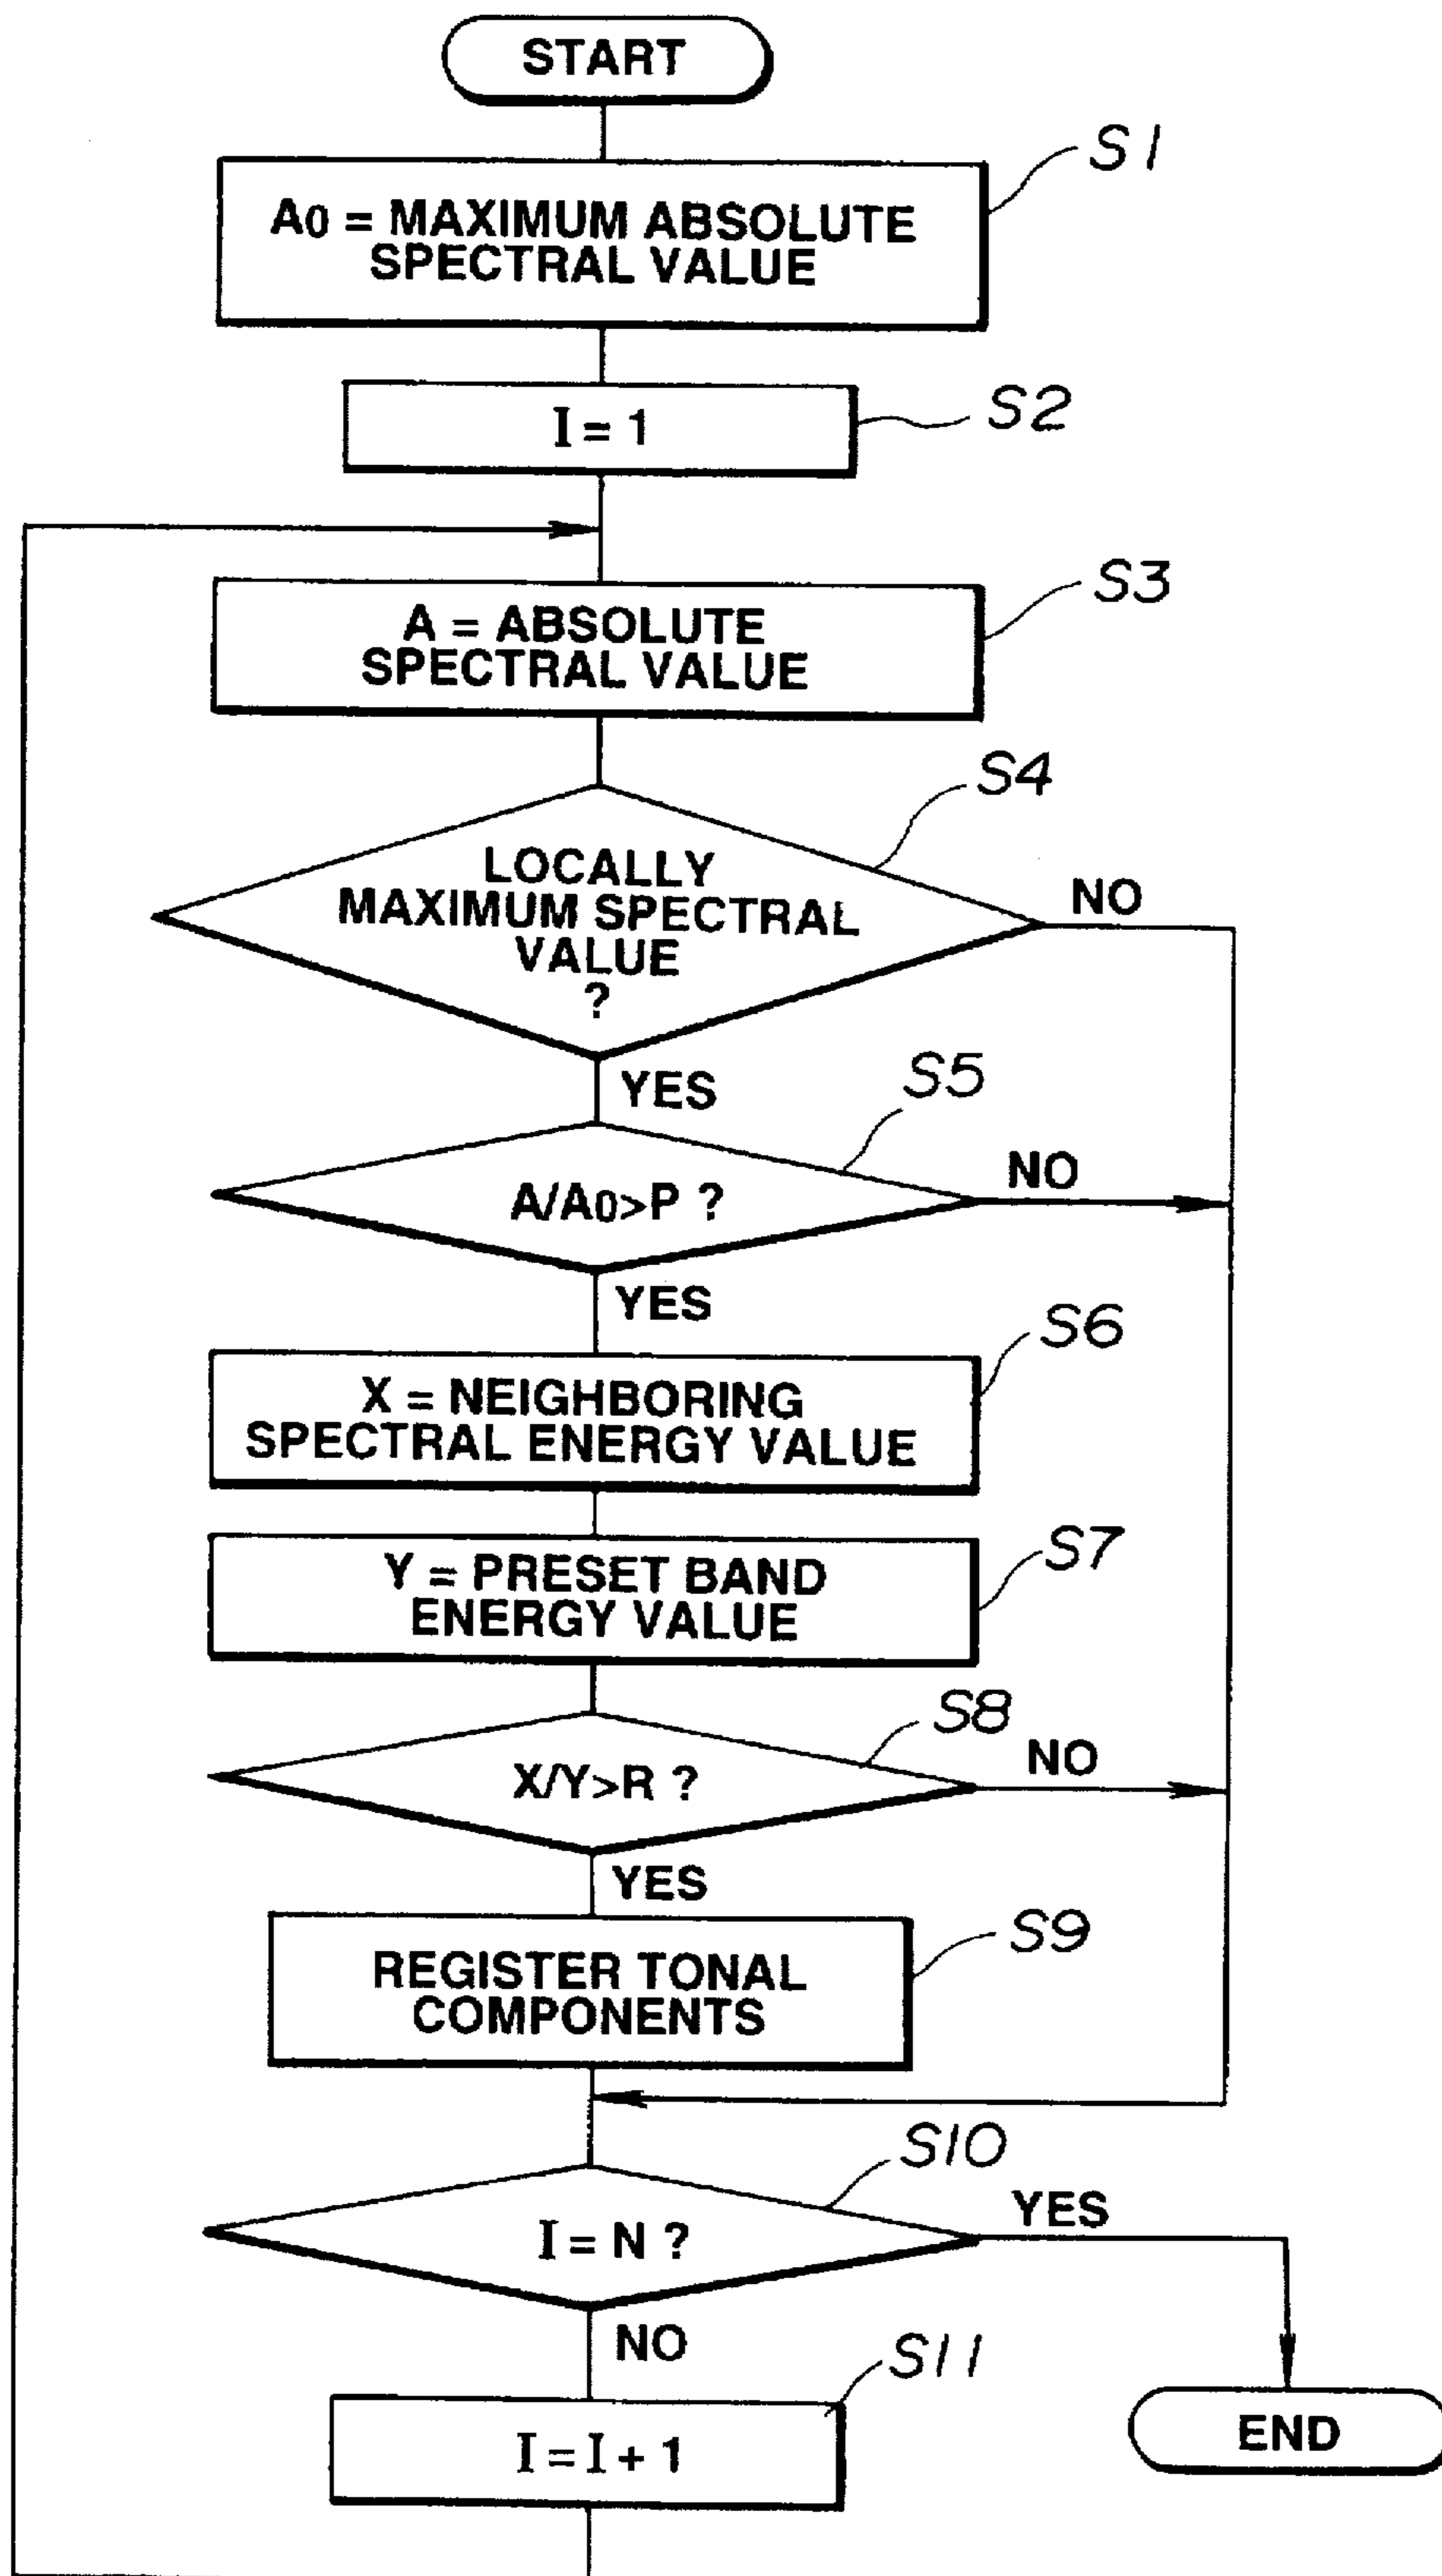 START
S1
A0 = MAXIMUM ABSOLUTE
SPECTRAL VALUE
S2
I = 1
S3
A = ABSOLUTE
SPECTRAL VALUE
S4
LOCALLY
MAXIMUM SPECTRAL
VALUE
?
NO
YES
S5
A/A0>P ?
NO
YES
S6
X = NEIGHBORING
SPECTRAL ENERGY VALUE
S7
Y = PRESET BAND
ENERGY VALUE
S8
X/Y>R ?
NO
YES
S9
REGISTER TONAL
COMPONENTS
S10
I = N ?
YES
NO
S11
I = I + 1
END